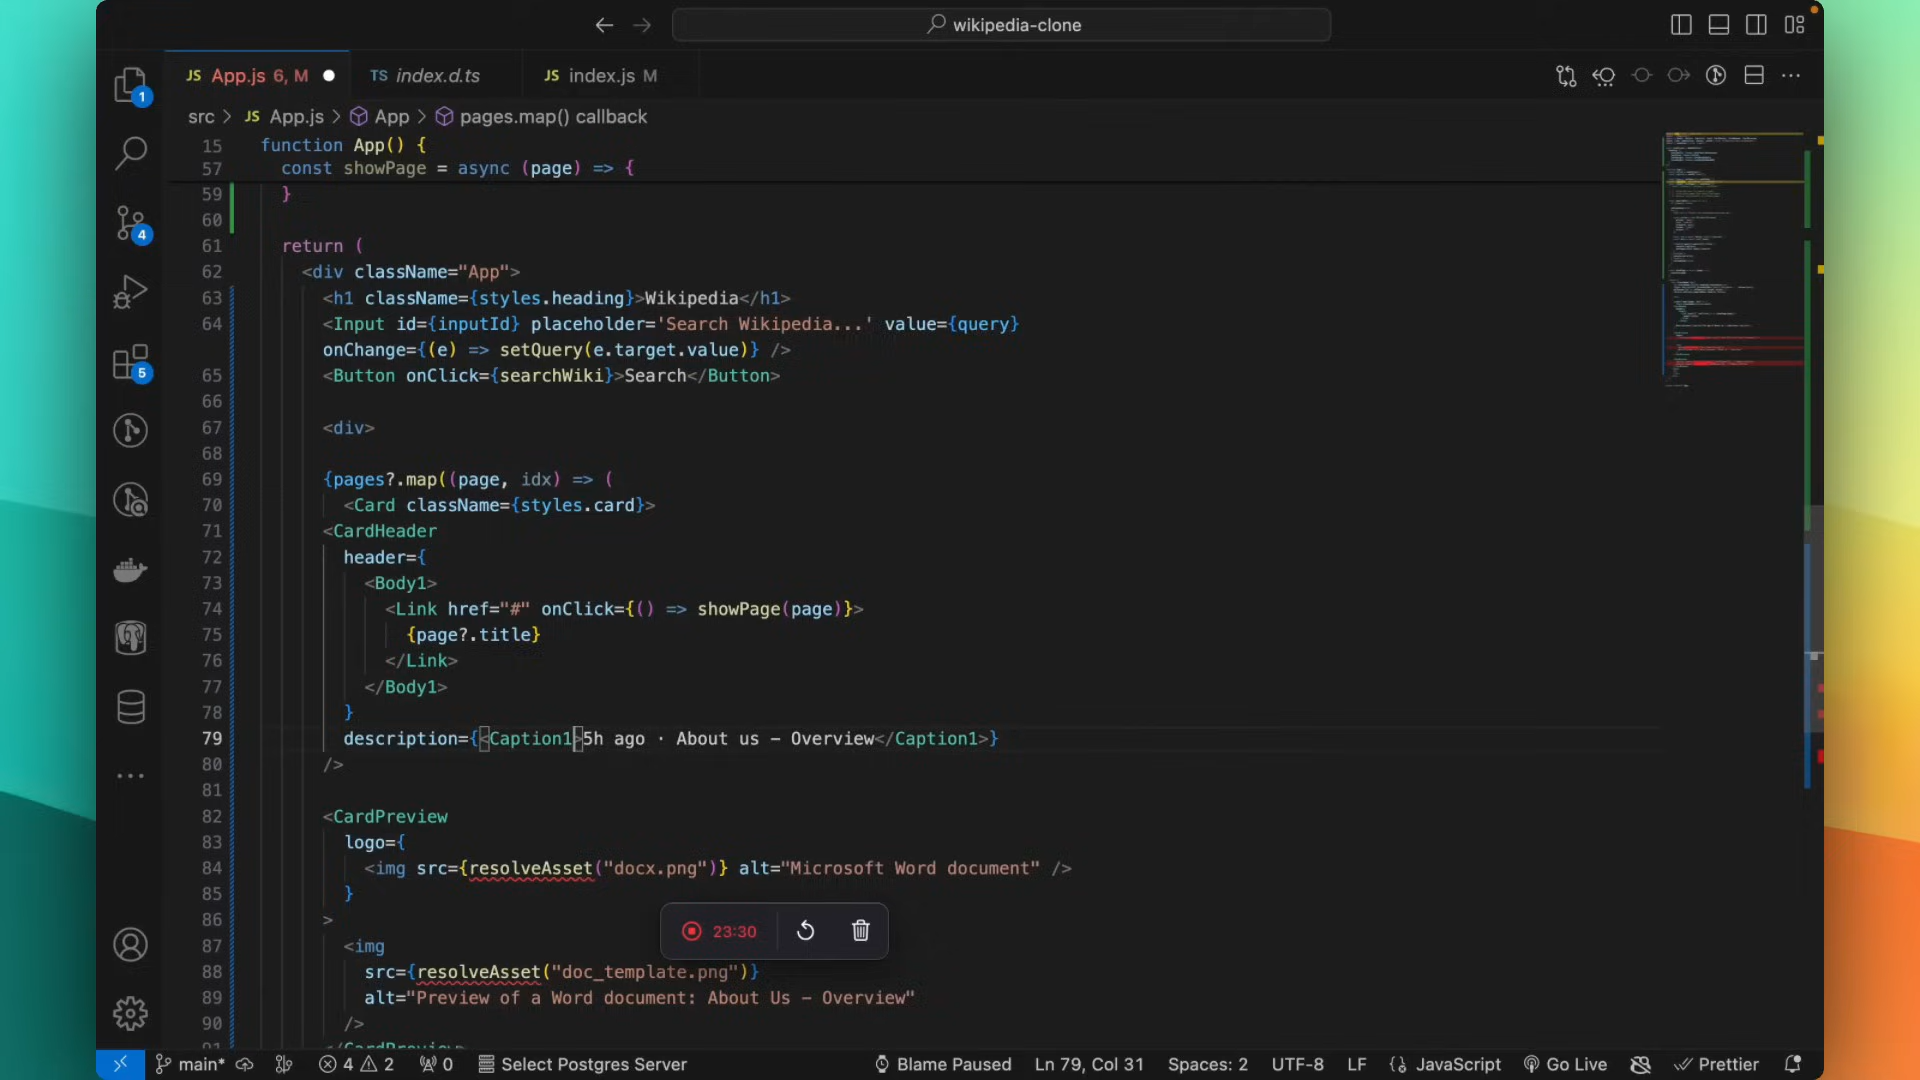 wikipedia-clone
JS App.js 6, M
TS index.d.ts
JS index.js M
src > JS App.js > App > pages.map() callback
15 function App() {
57 const showPage = async (page) => {
59 }
60
61 return (
62 <div className="App">
63 <h1 className={styles.heading}>Wikipedia</h1>
64 <Input id={inputId} placeholder='Search Wikipedia...' value={query}
onChange={(e) => setQuery(e.target.value)} />
65 <Button onClick={searchWiki}>Search</Button>
66
67 <div>
68
69 {pages?.map((page, idx) => (
70 <Card className={styles.card}>
71 <CardHeader
72 header={
73 <Body1>
74 <Link href="#" onClick={() => showPage(page)}>
75 {page?.title}
76 </Link>
77 </Body1>
78 }
79 description={<Caption1>5h ago · About us - Overview</Caption1>}
80 />
81
82 <CardPreview
83 logo={
84 <img src={resolveAsset("docx.png")} alt="Microsoft Word document" />
85 }
86 >
87 <img
88 src={resolveAsset("doc_template.png")}
89 alt="Preview of a Word document: About Us - Overview"
90 />
1
4
5
23:30
main* 4 2 0 Select Postgres Server Blame Paused Ln 79, Col 31 Spaces: 2 UTF-8 LF {} JavaScript Go Live Prettier